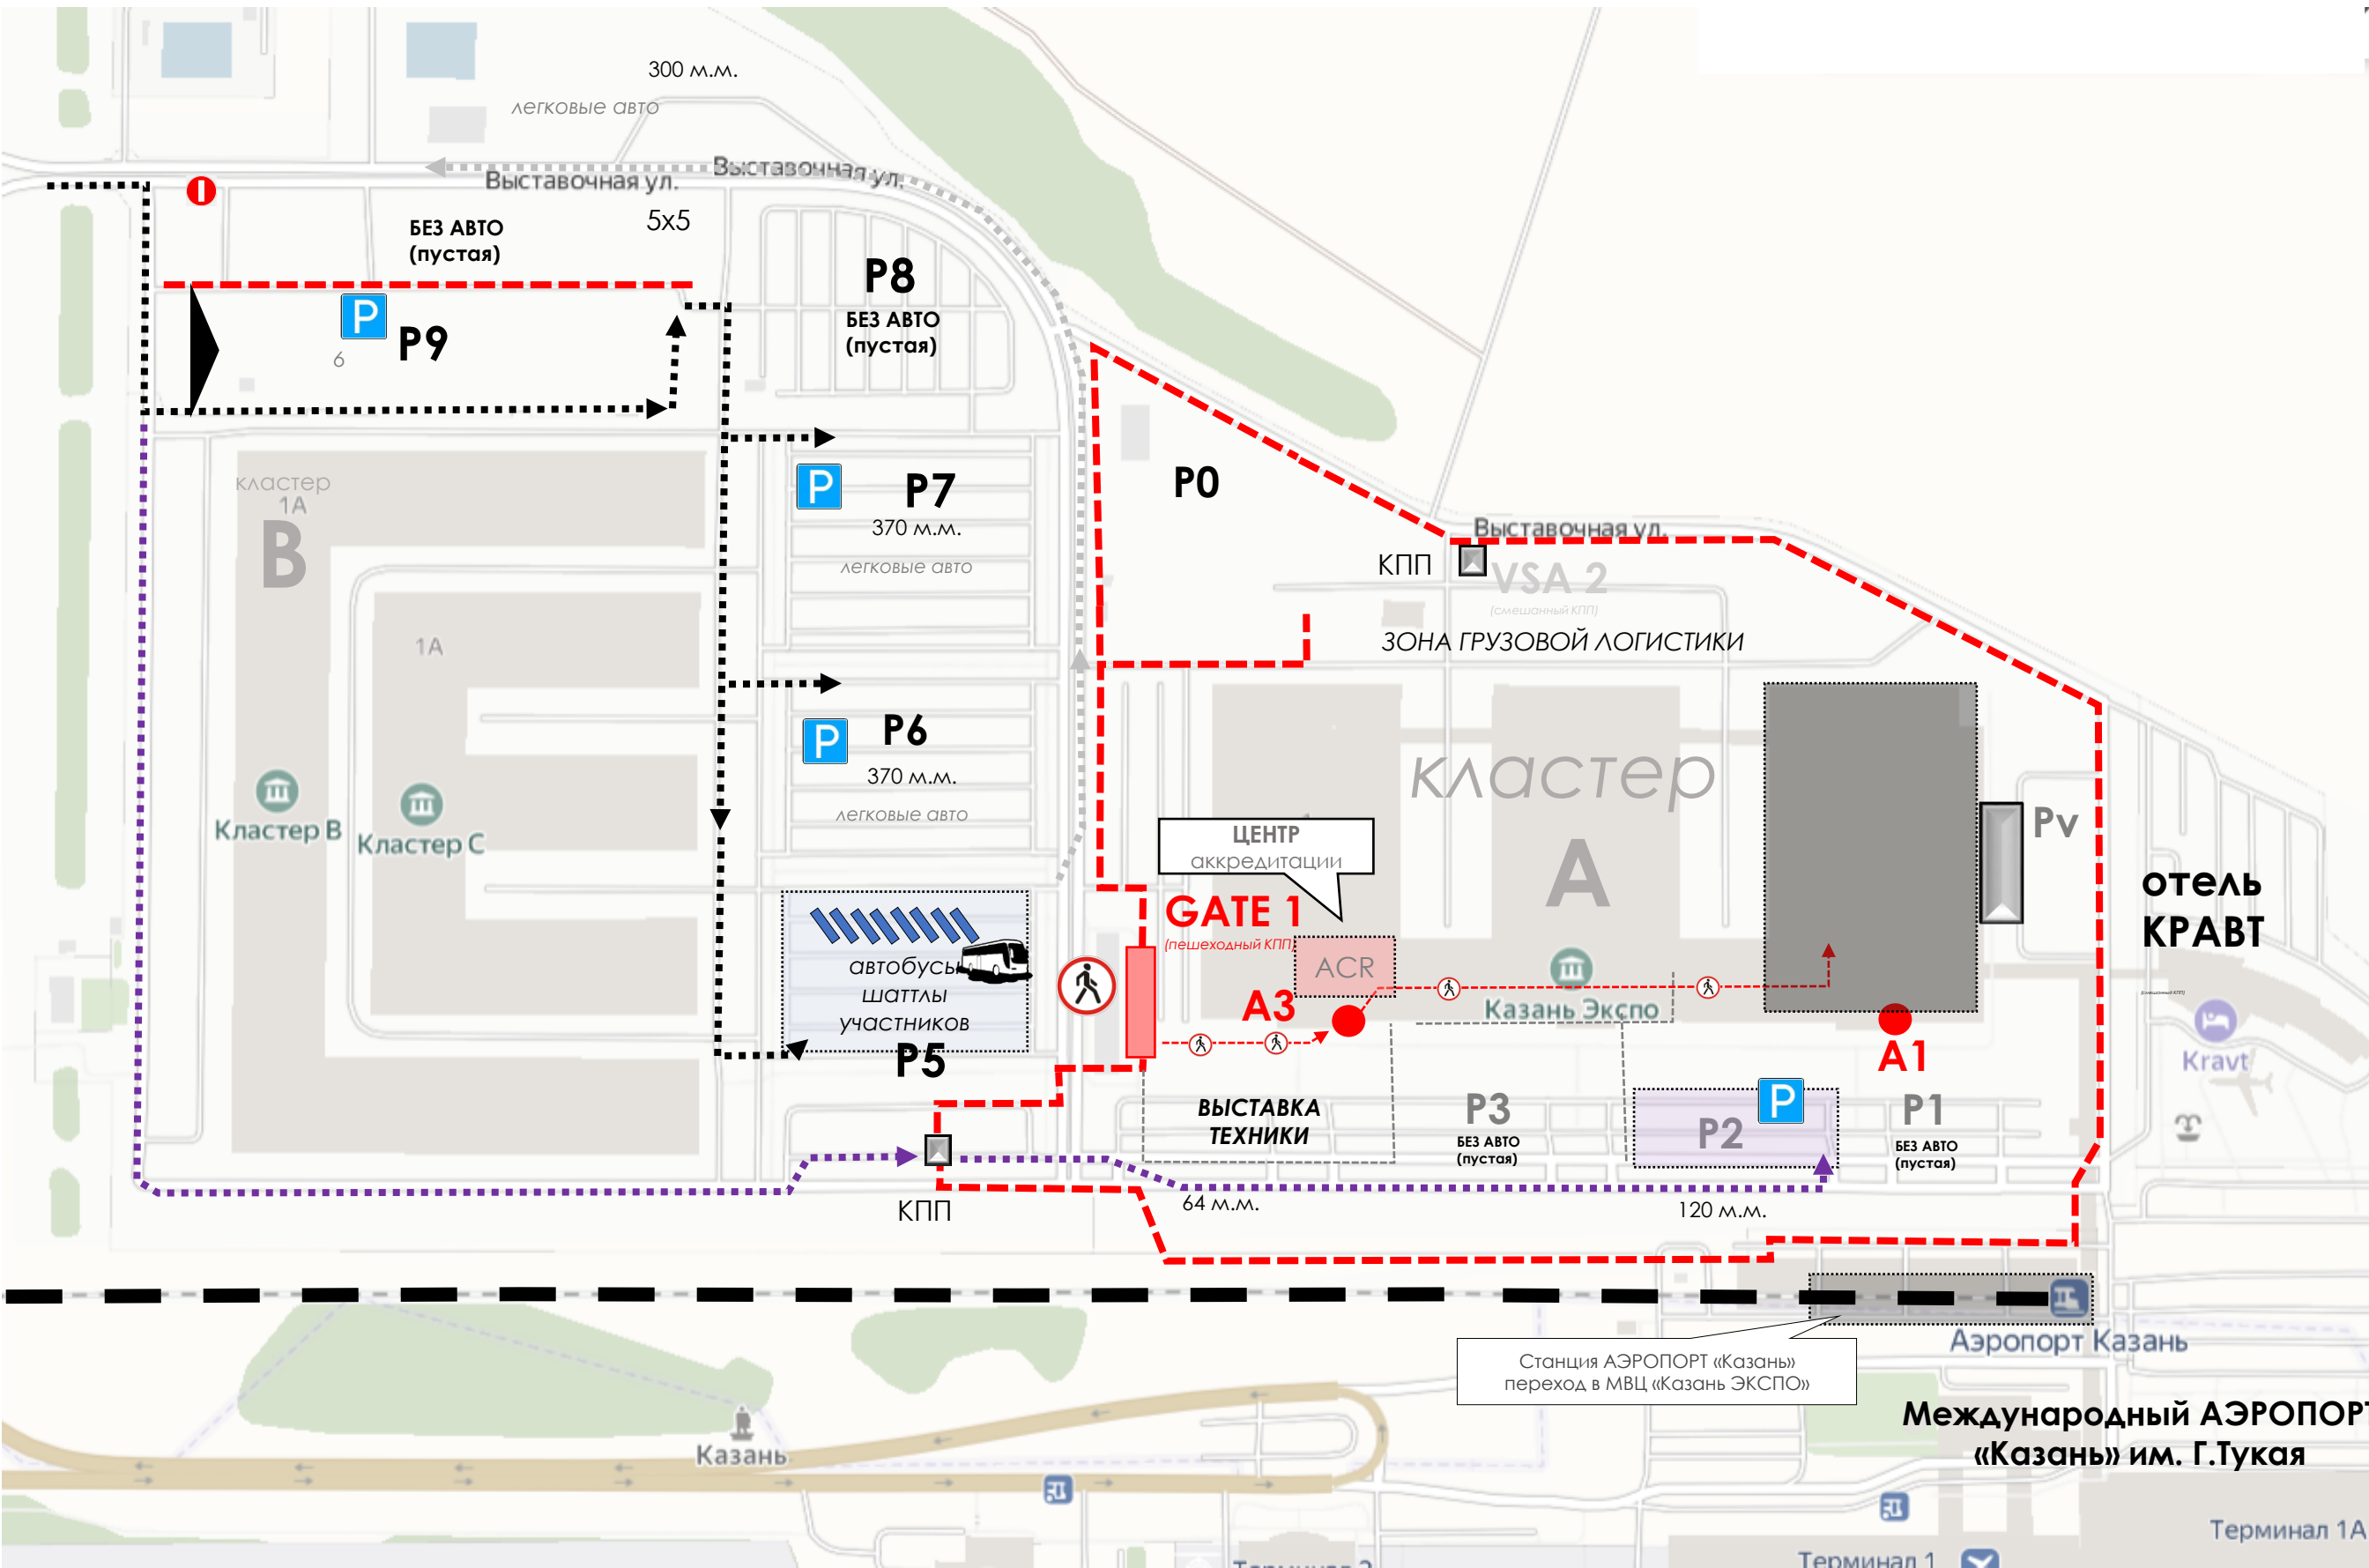 300 м.м.
легковые авто
Выставочная ул.
Выставочная ул.
5х5
БЕЗ АВТО
(пустая)
P8
БЕЗ АВТО
(пустая)
P
P9
6
кластер
1А
B
P
P7
370 м.м.
легковые авто
P0
Выставочная ул.
КПП
VSA 2
(смешанный КПП)
ЗОНА ГРУЗОВОЙ ЛОГИСТИКИ
1А
P
P6
370 м.м.
легковые авто
кластер
А
Pv
Кластер В
Кластер С
ЦЕНТР
аккредитации
отель
КРАВТ
GATE 1
(пешеходный КПП)
автобусы
шаттлы
участников
P5
ACR
A3
Казань Экспо
A1
(смешанный КПП)
Kravt
ВЫСТАВКА
ТЕХНИКИ
P3
БЕЗ АВТО
(пустая)
P
P2
P1
БЕЗ АВТО
(пустая)
КПП
64 м.м.
120 м.м.
Аэропорт Казань
Станция АЭРОПОРТ «Казань»
переход в МВЦ «Казань ЭКСПО»
Международный АЭРОПОРТ
«Казань» им. Г.Тукая
Казань
Терминал 1А
Терминал 1